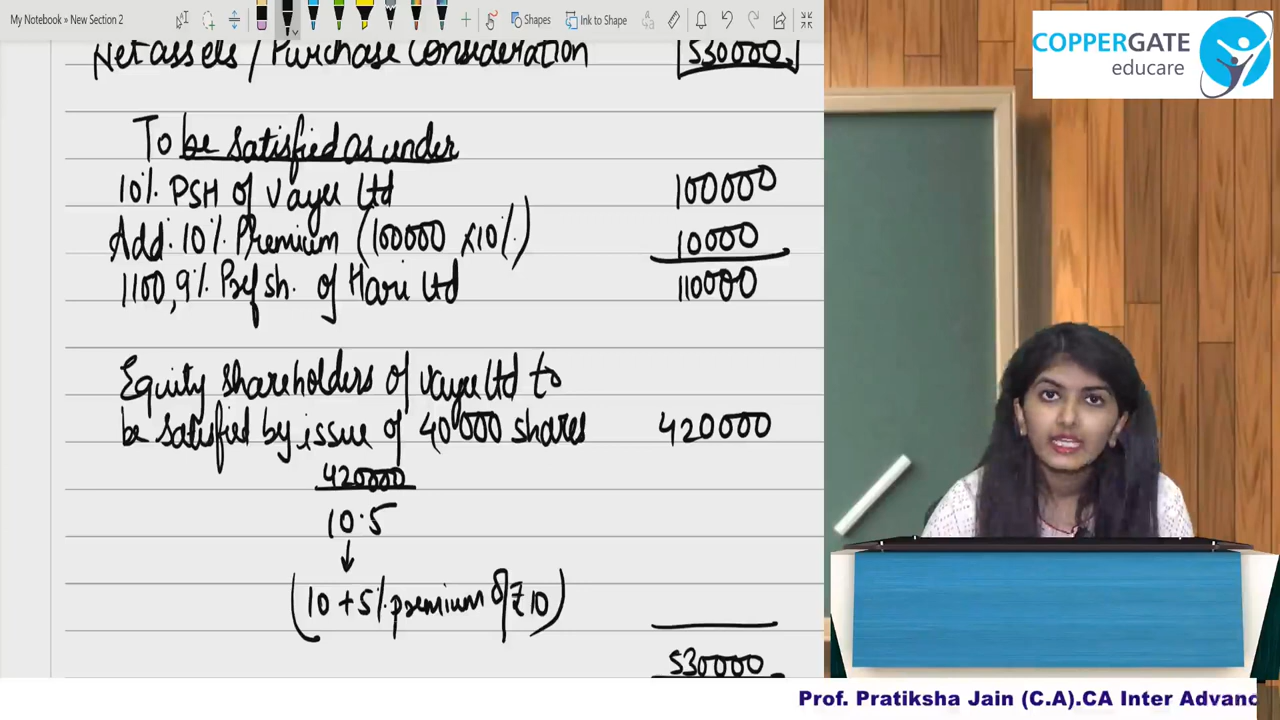 My Notebook » New Section 2
Shapes
Ink to Shape
COPPERGATE
educare
Net assets / Purchase Consideration 530000
To be satisfied as under
10% PSH of Vayu Ltd 100000
Add: 10% Premium (100000 x10%) 10000
1100, 9% Pref sh. of Hari Ltd 110000
Equity shareholders of Vayu Ltd to
be satisfied by issue of 40000 shares 420000
420000
10.5
(10 + 5% premium of ₹10)
530000
Prof. Pratiksha Jain (C.A).CA Inter Advanc